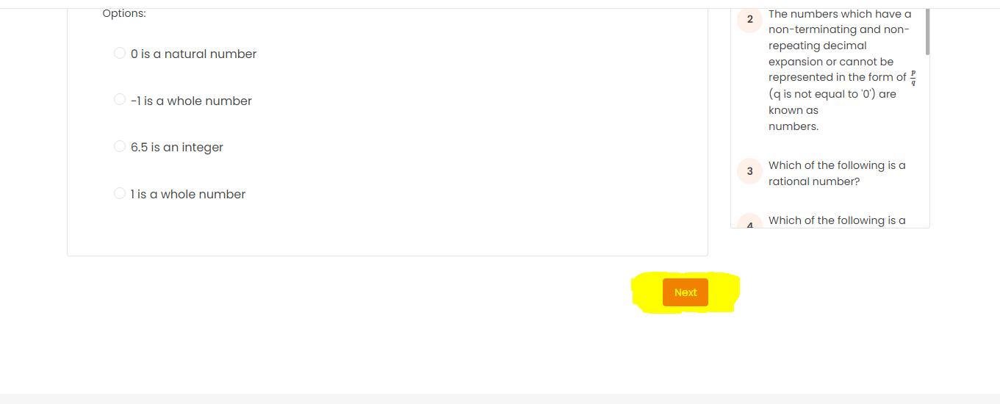 Options:
0 is a natural number
-1 is a whole number
6.5 is an integer
1 is a whole number
2
The numbers which have a
non-terminating and non-
repeating decimal
expansion or cannot be
represented in the form of p/q
(q is not equal to '0') are
known as
numbers.
3
Which of the following is a
rational number?
4
Which of the following is a
Next